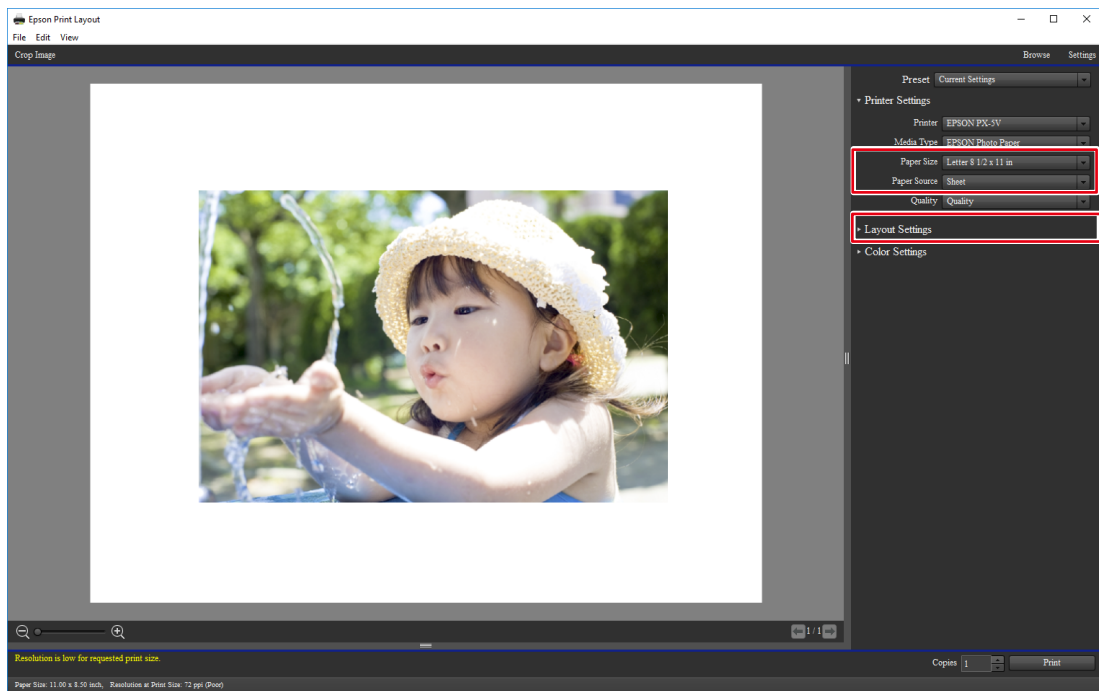 Epson Print Layout
File Edit View
Crop Image Browse Settings
Preset Current Settings
Printer Settings
Printer EPSON PX-5V
Media Type EPSON Photo Paper
Paper Size Letter 8 1/2 x 11 in
Paper Source Sheet
Quality Quality
Layout Settings
Color Settings
1 / 1
Resolution is low for requested print size.
Copies 1 Print
Paper Size: 11.00 x 8.50 inch, Resolution at Print Size: 72 ppi (Poor)